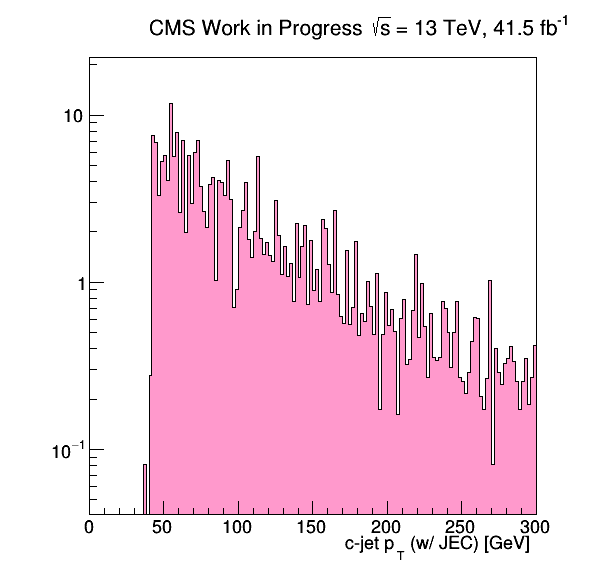 CMS Work in Progress √s = 13 TeV, 41.5 fb⁻¹
10
1
10⁻¹
0 50 100 150 200 250 300
c-jet p_T (w/ JEC) [GeV]